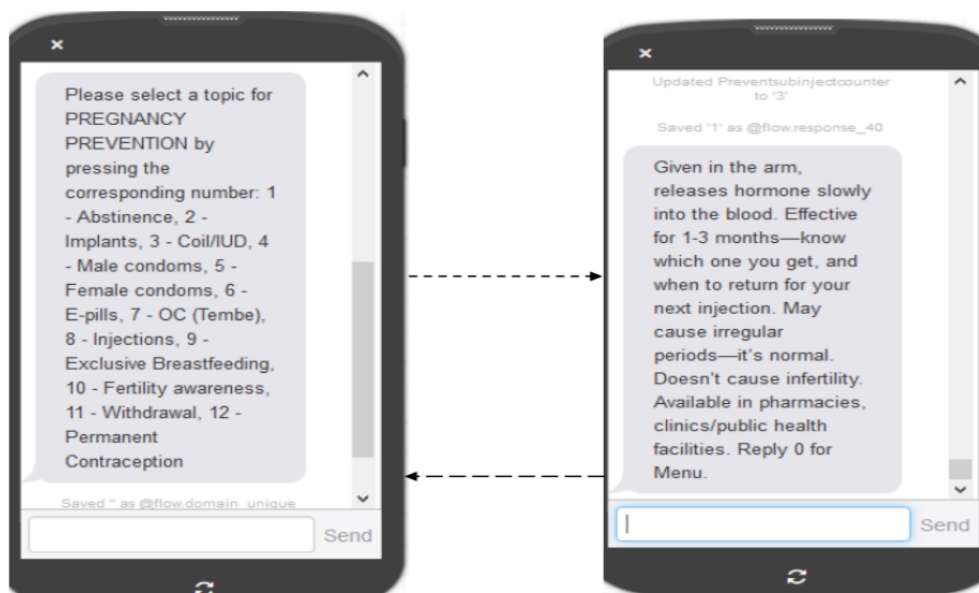 ×
Please select a topic for
PREGNANCY
PREVENTION by
pressing the
corresponding number: 1
- Abstinence, 2 -
Implants, 3 - Coil/IUD, 4
- Male condoms, 5 -
Female condoms, 6 -
E-pills, 7 - OC (Tembe),
8 - Injections, 9 -
Exclusive Breastfeeding,
10 - Fertility awareness,
11 - Withdrawal, 12 -
Permanent
Contraception
Saved '' as @flow.domain_unique
Send
×
Updated Preventsubinjectcounter
to '3'
Saved '1' as @flow.response_40
Given in the arm,
releases hormone slowly
into the blood. Effective
for 1-3 months—know
which one you get, and
when to return for your
next injection. May
cause irregular
periods—it's normal.
Doesn't cause infertility.
Available in pharmacies,
clinics/public health
facilities. Reply 0 for
Menu.
Send